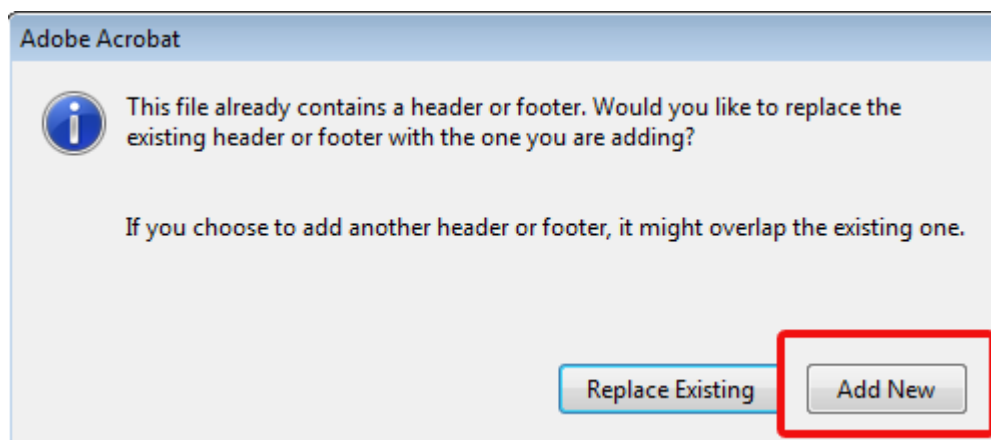 Adobe Acrobat
This file already contains a header or footer. Would you like to replace the
existing header or footer with the one you are adding?
If you choose to add another header or footer, it might overlap the existing one.
Replace Existing
Add New